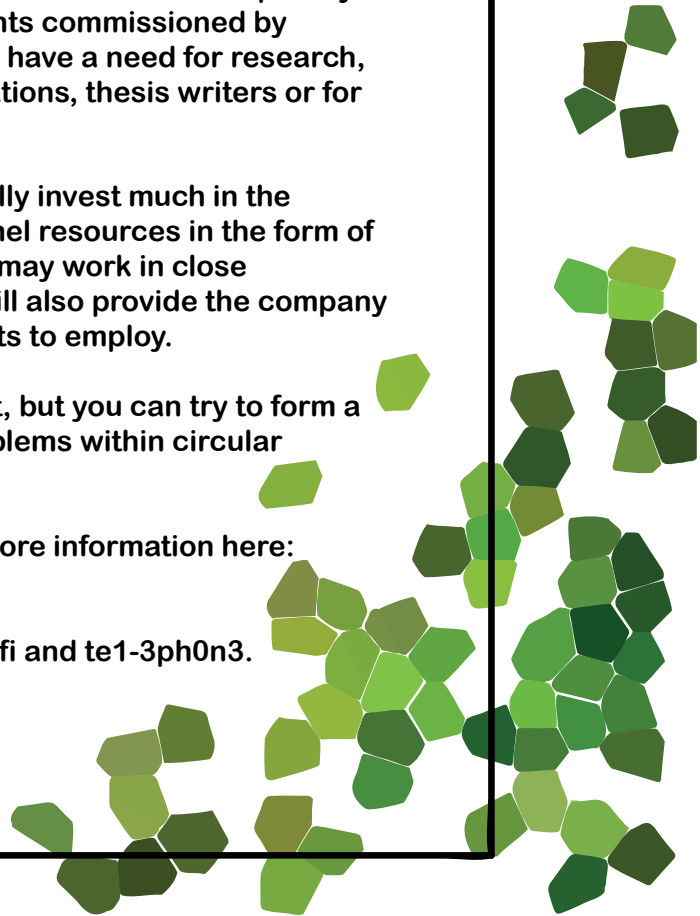 nts commissioned by
have a need for research,
ations, thesis writers or for
lly invest much in the
nel resources in the form of
may work in close
ill also provide the company
ts to employ.
t, but you can try to form a
blems within circular
ore information here:
fi and te1-3ph0n3.